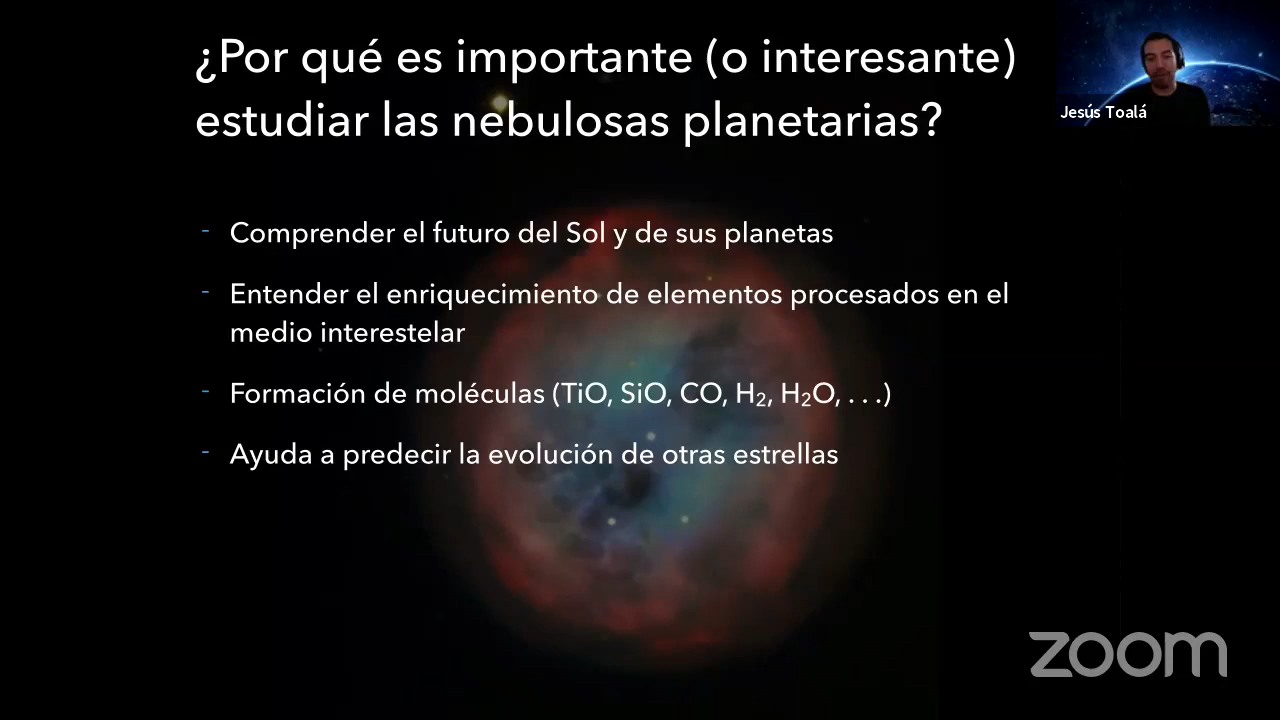 ¿Por qué es importante (o interesante)
estudiar las nebulosas planetarias?
Jesús Toalá
- Comprender el futuro del Sol y de sus planetas
- Entender el enriquecimiento de elementos procesados en el
medio interestelar
- Formación de moléculas (TiO, SiO, CO, H₂, H₂O, . . .)
- Ayuda a predecir la evolución de otras estrellas
zoom